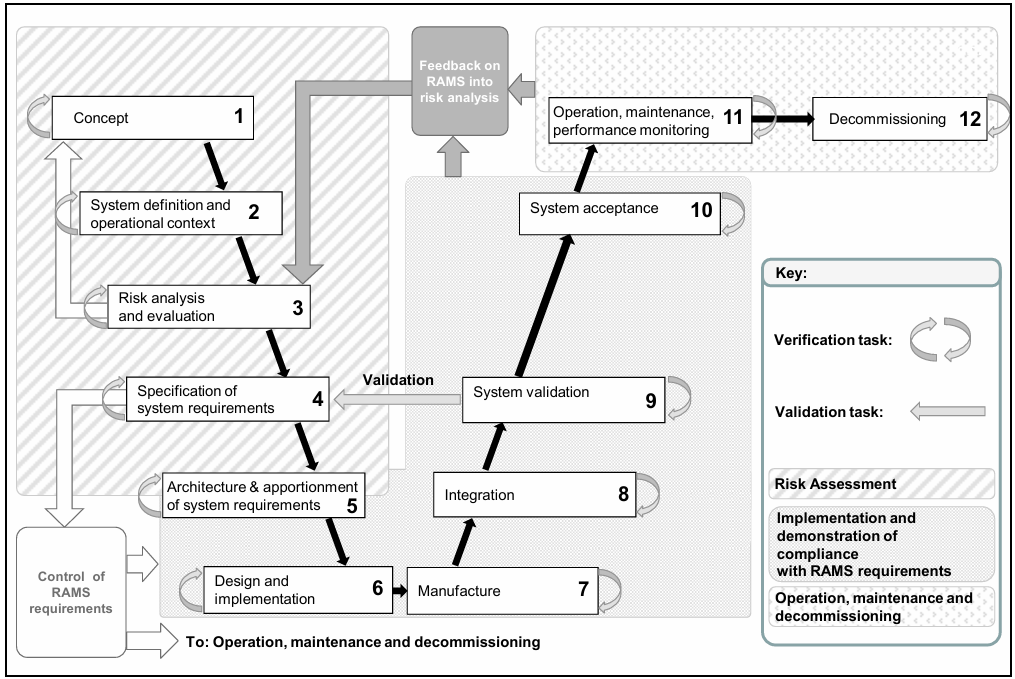 Feedback on
RAMS into
risk analysis
Concept 1
Operation, maintenance,
performance monitoring 11
Decommissioning 12
System definition and
operational context 2
System acceptance 10
Risk analysis
and evaluation 3
Key:
Verification task:
Validation
Specification of
system requirements 4
System validation 9
Validation task:
Architecture & apportionment
of system requirements 5
Integration 8
Risk Assessment
Implementation and
demonstration of
compliance
with RAMS requirements
Control of
RAMS
requirements
Design and
implementation 6
Manufacture 7
Operation, maintenance and
decommissioning
To: Operation, maintenance and decommissioning